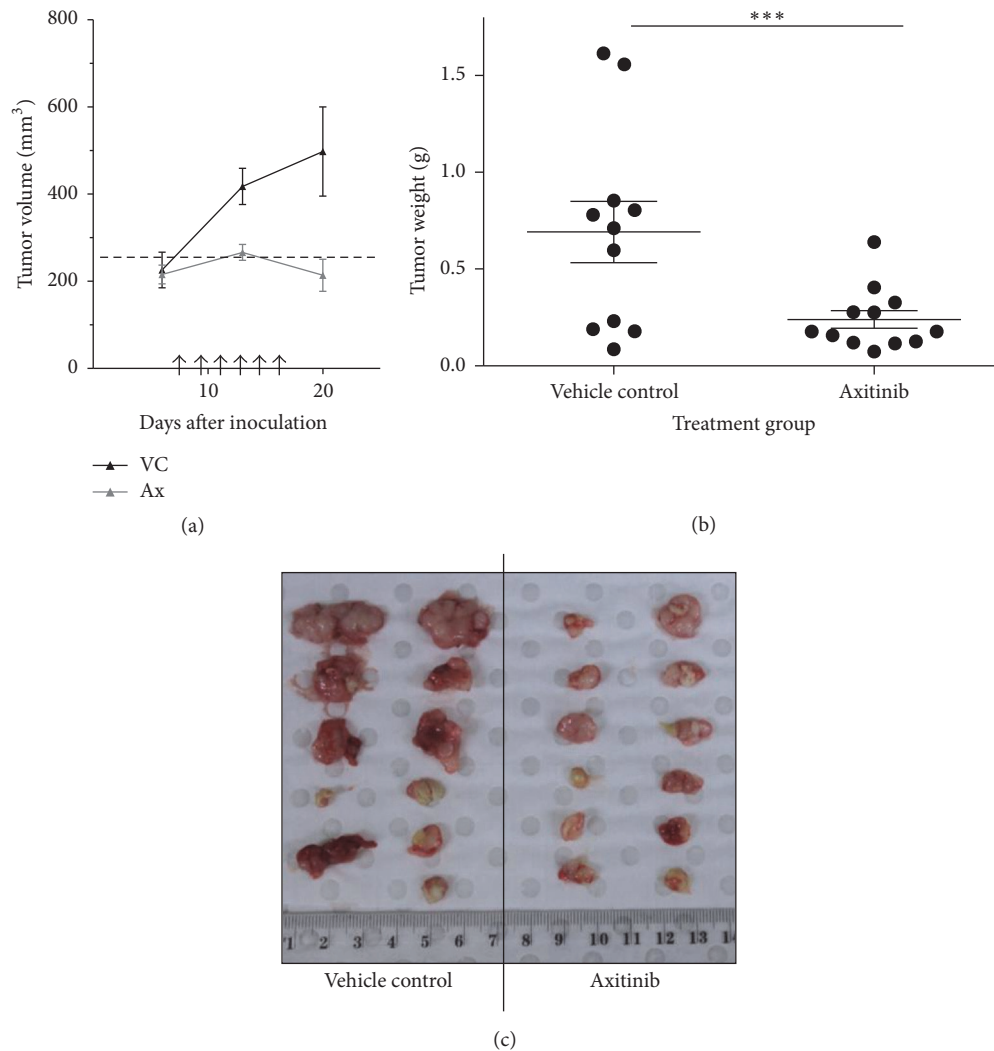 800
600
400
200
0
Tumor volume (mm³)
10 20
Days after inoculation
VC
Ax
(a)
***
1.5
1.0
0.5
0.0
Tumor weight (g)
Vehicle control Axitinib
Treatment group
(b)
1 2 3 4 5 6 7 8 9 10 11 12 13 14
Vehicle control Axitinib
(c)